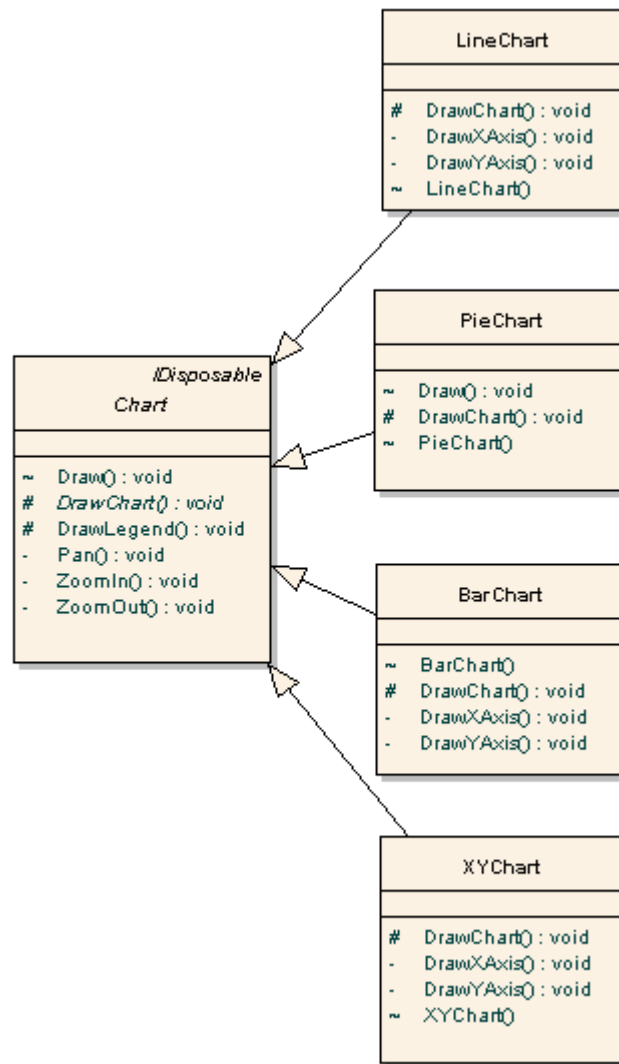 LineChart
# DrawChart() : void
- DrawXAxis() : void
- DrawYAxis() : void
~ LineChart()
PieChart
~ Draw() : void
# DrawChart() : void
~ PieChart()
IDisposable
Chart
~ Draw() : void
# DrawChart() : void
# DrawLegend() : void
- Pan() : void
- ZoomIn() : void
- ZoomOut() : void
BarChart
~ BarChart()
# DrawChart() : void
- DrawXAxis() : void
- DrawYAxis() : void
XYChart
# DrawChart() : void
- DrawXAxis() : void
- DrawYAxis() : void
~ XYChart()